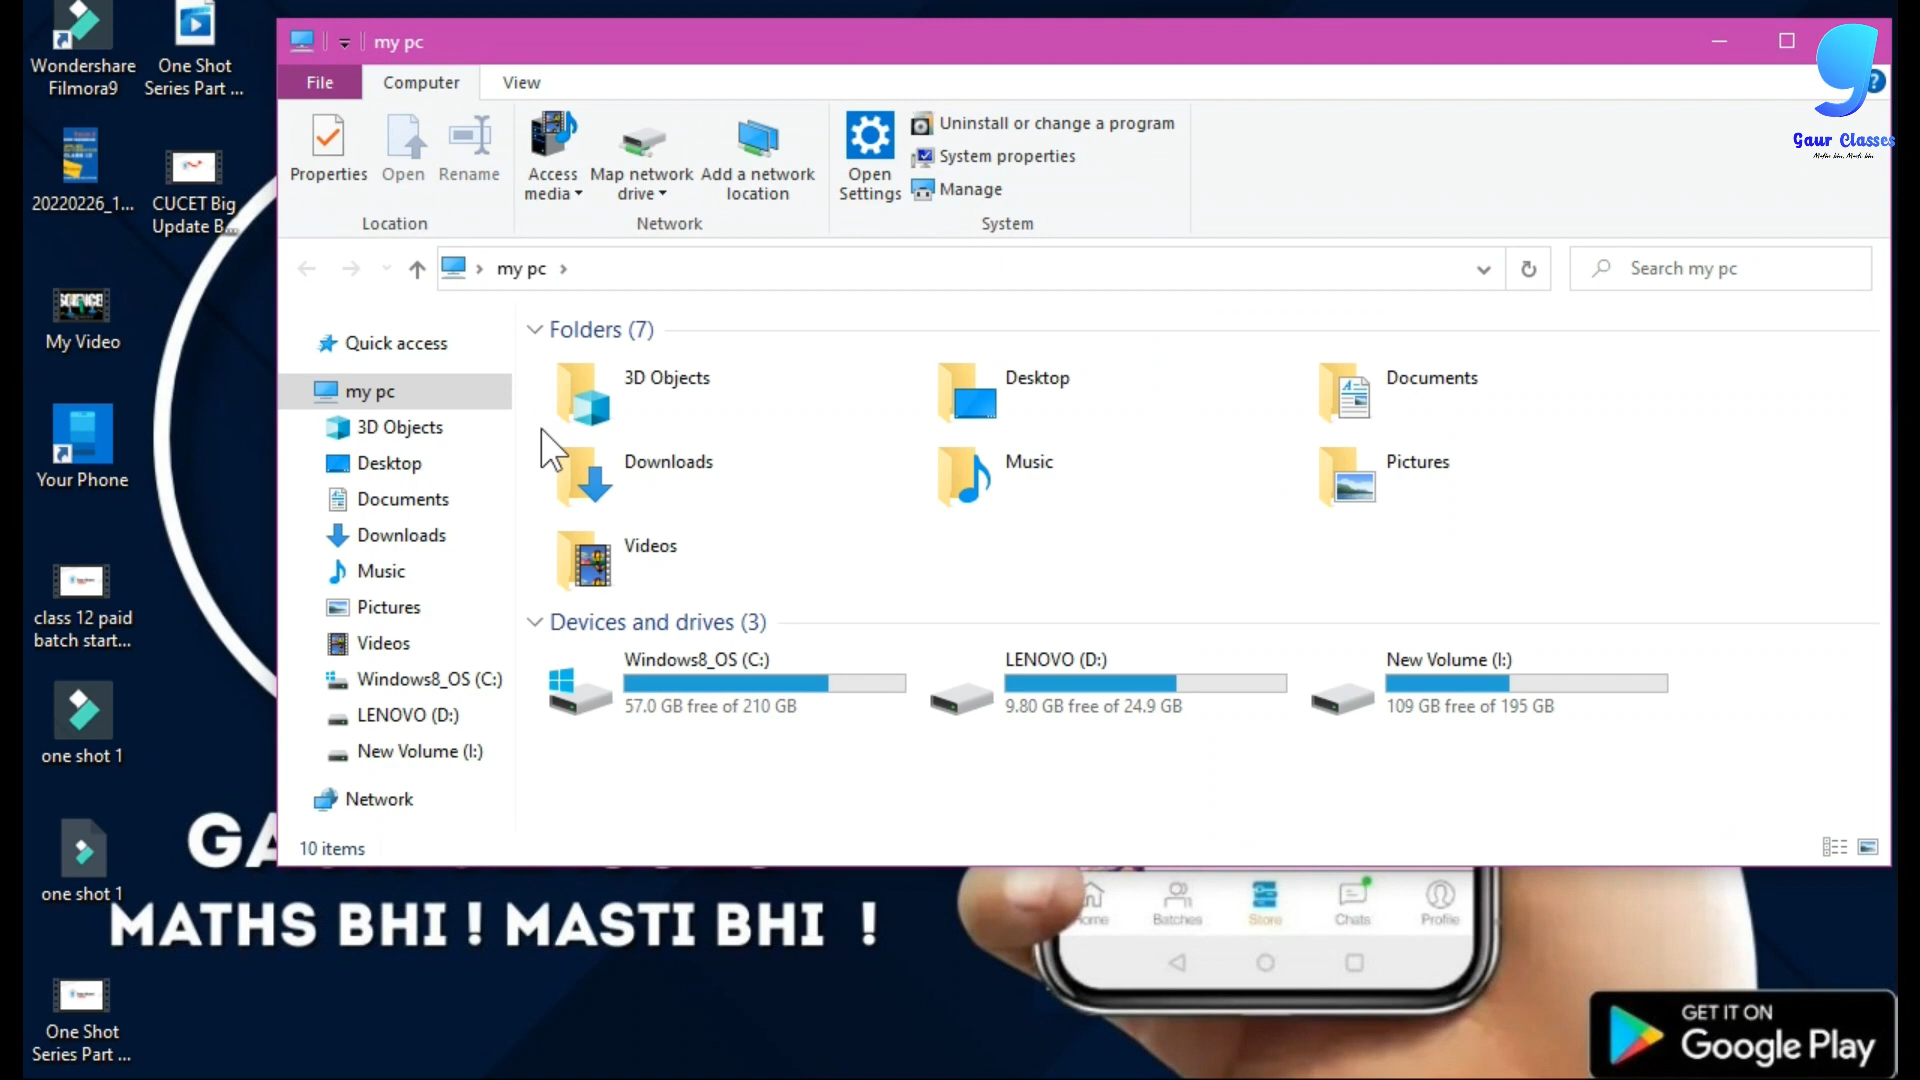 Wondershare
Filmora9
One Shot
Series Part ...
20220226_1...
CUCET Big
Update B...
My Video
Your Phone
class 12 paid
batch start...
one shot 1
one shot 1
One Shot
Series Part ...
my pc
File
Computer
View
Properties
Open
Rename
Location
Access
media
Map network
drive
Add a network
location
Network
Open
Settings
Uninstall or change a program
System properties
Manage
System
Gaur Classes
Maths bhi, Masti bhi
my pc
Search my pc
Quick access
my pc
3D Objects
Desktop
Documents
Downloads
Music
Pictures
Videos
Windows8_OS (C:)
LENOVO (D:)
New Volume (I:)
Network
Folders (7)
3D Objects
Desktop
Documents
Downloads
Music
Pictures
Videos
Devices and drives (3)
Windows8_OS (C:)
57.0 GB free of 210 GB
LENOVO (D:)
9.80 GB free of 24.9 GB
New Volume (I:)
109 GB free of 195 GB
10 items
MATHS BHI ! MASTI BHI !
Home
Batches
Store
Chats
Profile
GET IT ON
Google Play